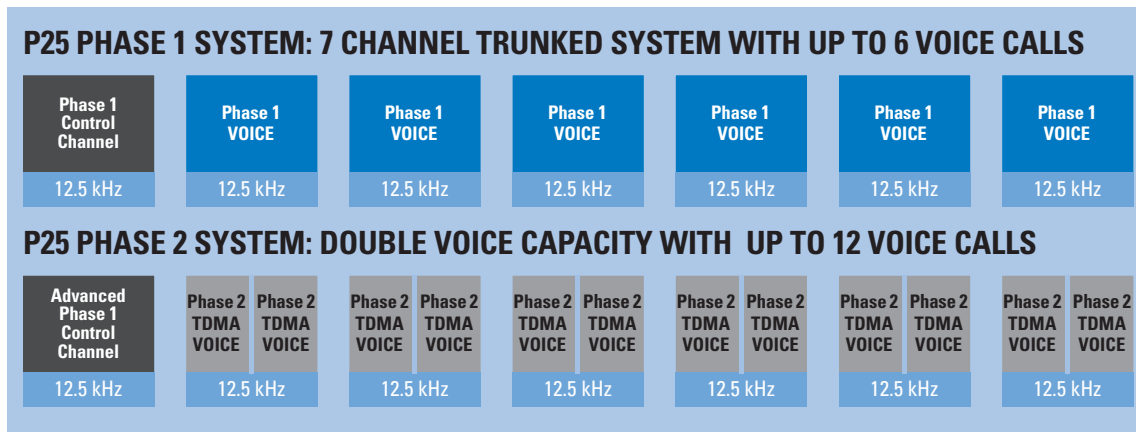 P25 PHASE 1 SYSTEM: 7 CHANNEL TRUNKED SYSTEM WITH UP TO 6 VOICE CALLS
Phase 1
Control
Channel
12.5 kHz
Phase 1
VOICE
12.5 kHz
Phase 1
VOICE
12.5 kHz
Phase 1
VOICE
12.5 kHz
Phase 1
VOICE
12.5 kHz
Phase 1
VOICE
12.5 kHz
Phase 1
VOICE
12.5 kHz
P25 PHASE 2 SYSTEM: DOUBLE VOICE CAPACITY WITH UP TO 12 VOICE CALLS
Advanced
Phase 1
Control
Channel
12.5 kHz
Phase 2
TDMA
VOICE
Phase 2
TDMA
VOICE
12.5 kHz
Phase 2
TDMA
VOICE
Phase 2
TDMA
VOICE
12.5 kHz
Phase 2
TDMA
VOICE
Phase 2
TDMA
VOICE
12.5 kHz
Phase 2
TDMA
VOICE
Phase 2
TDMA
VOICE
12.5 kHz
Phase 2
TDMA
VOICE
Phase 2
TDMA
VOICE
12.5 kHz
Phase 2
TDMA
VOICE
Phase 2
TDMA
VOICE
12.5 kHz